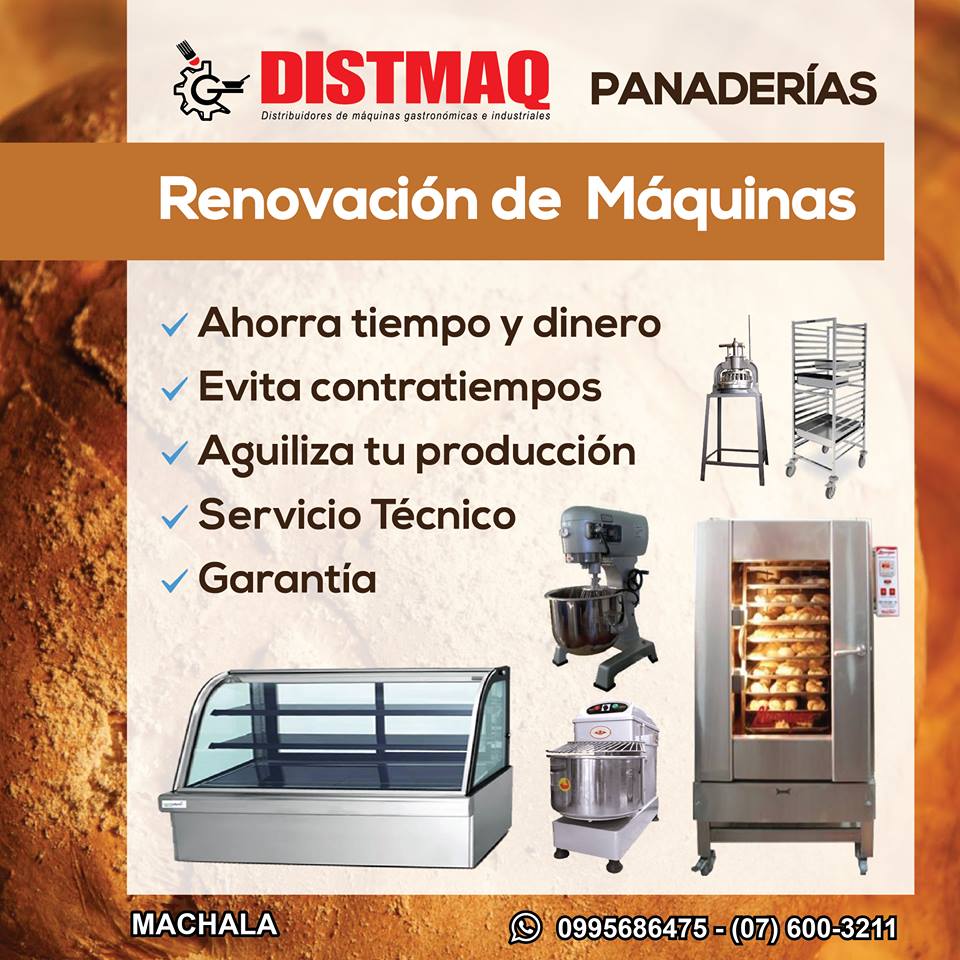 DISTMAQ
Distribuidores de máquinas gastronómicas e industriales
PANADERÍAS
Renovación de Máquinas
Ahorra tiempo y dinero
Evita contratiempos
Aguiliza tu producción
Servicio Técnico
Garantía
MACHALA
0995686475 - (07) 600-3211